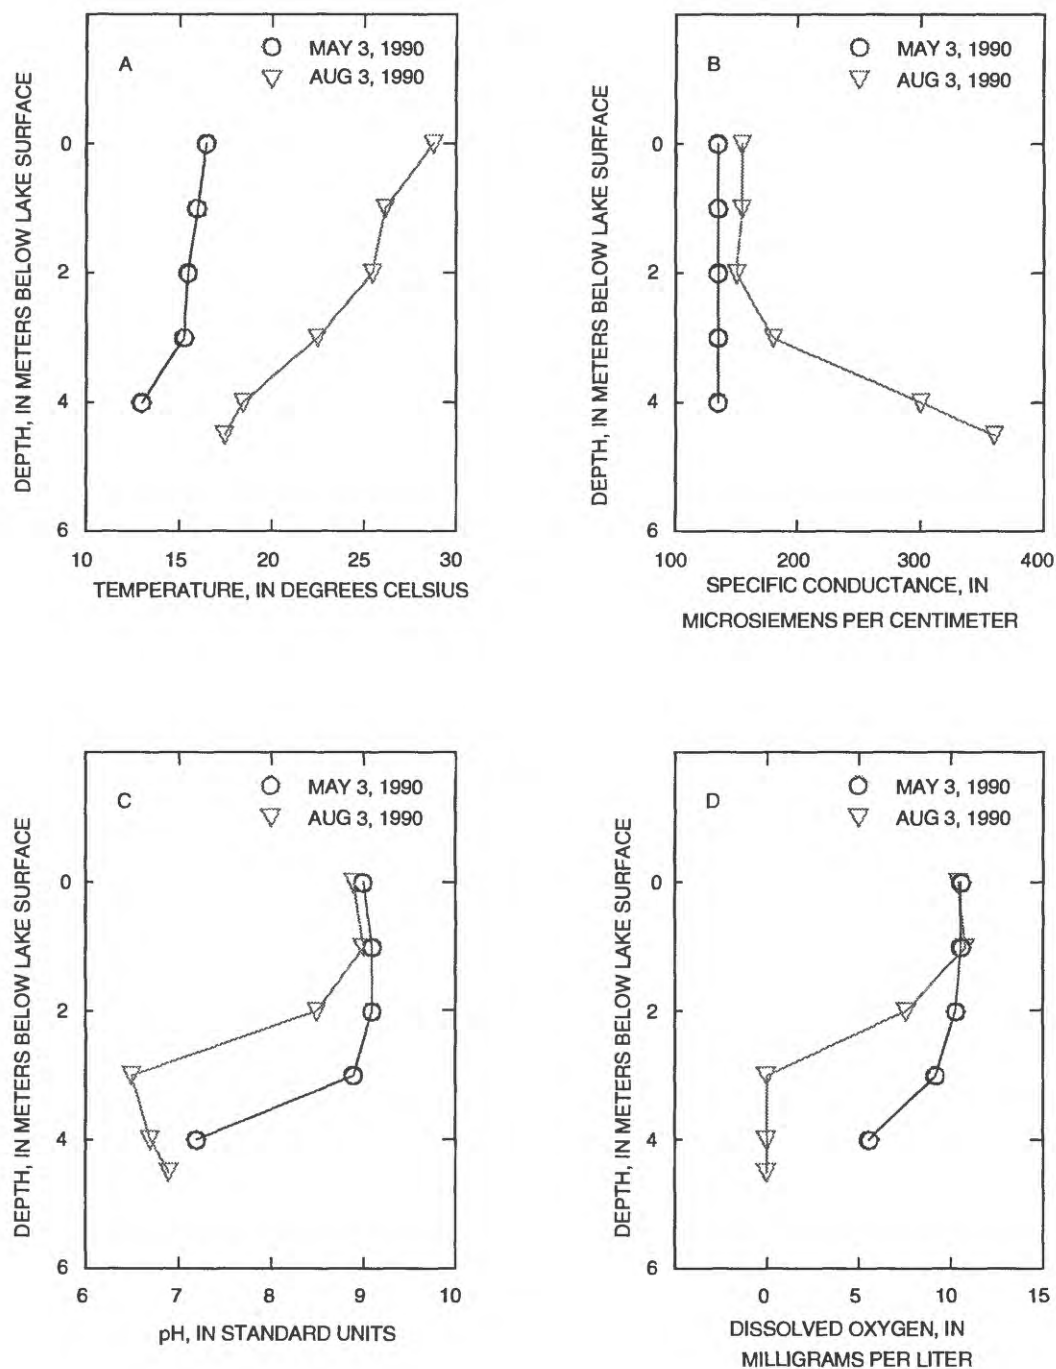 A
MAY 3, 1990
AUG 3, 1990
DEPTH, IN METERS BELOW LAKE SURFACE
0
2
4
6
10 15 20 25 30
TEMPERATURE, IN DEGREES CELSIUS
B
MAY 3, 1990
AUG 3, 1990
DEPTH, IN METERS BELOW LAKE SURFACE
0
2
4
6
100 200 300 400
SPECIFIC CONDUCTANCE, IN
MICROSIEMENS PER CENTIMETER
C
MAY 3, 1990
AUG 3, 1990
DEPTH, IN METERS BELOW LAKE SURFACE
0
2
4
6
6 7 8 9 10
pH, IN STANDARD UNITS
D
MAY 3, 1990
AUG 3, 1990
DEPTH, IN METERS BELOW LAKE SURFACE
0
2
4
6
0 5 10 15
DISSOLVED OXYGEN, IN
MILLIGRAMS PER LITER